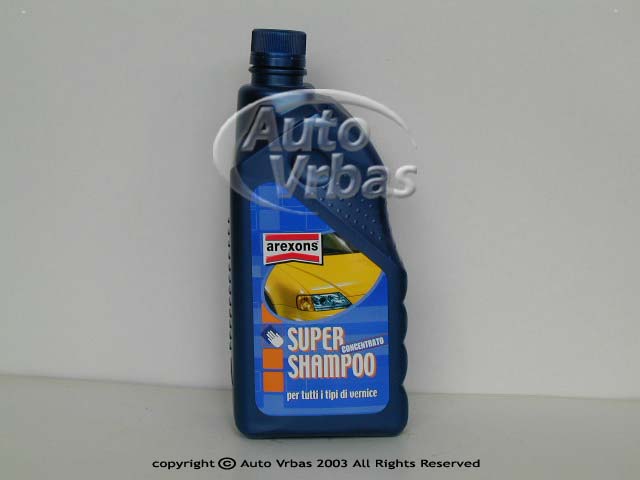 Auto
Vrbas
arexons
SUPER
CONCENTRATO
SHAMPOO
per tutti i tipi di vernice
copyright © Auto Vrbas 2003 All Rights Reserved